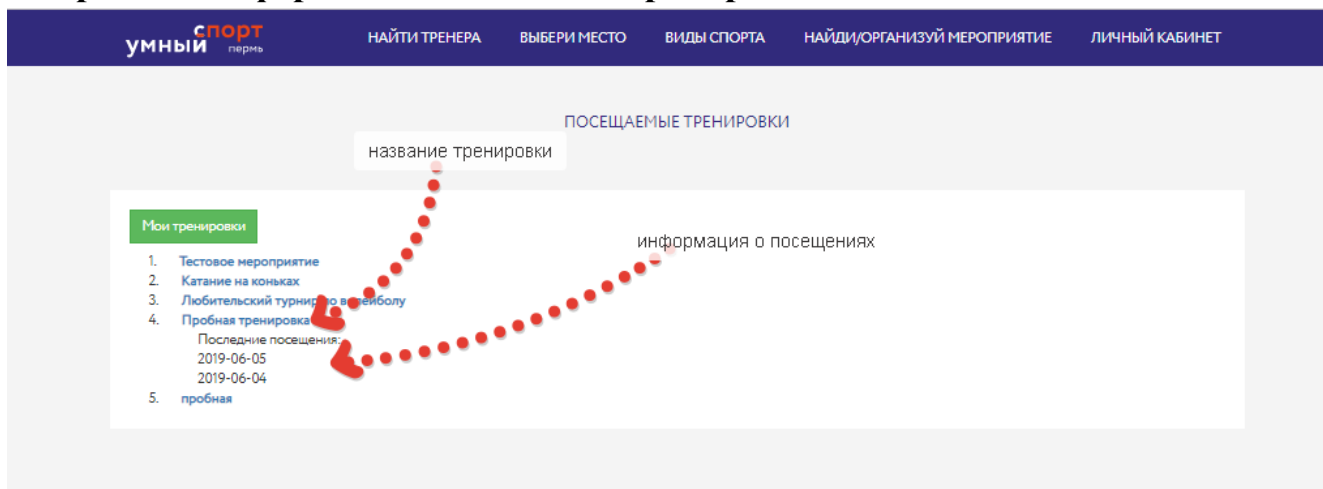 умный спорт пермь
НАЙТИ ТРЕНЕРА ВЫБЕРИ МЕСТО ВИДЫ СПОРТА НАЙДИ/ОРГАНИЗУЙ МЕРОПРИЯТИЕ ЛИЧНЫЙ КАБИНЕТ
ПОСЕЩАЕМЫЕ ТРЕНИРОВКИ
название тренировки
Мои тренировки
информация о посещениях
1. Тестовое мероприятие
2. Катание на коньках
3. Любительский турнир по волейболу
4. Пробная тренировка
Последние посещения:
2019-06-05
2019-06-04
5. пробная